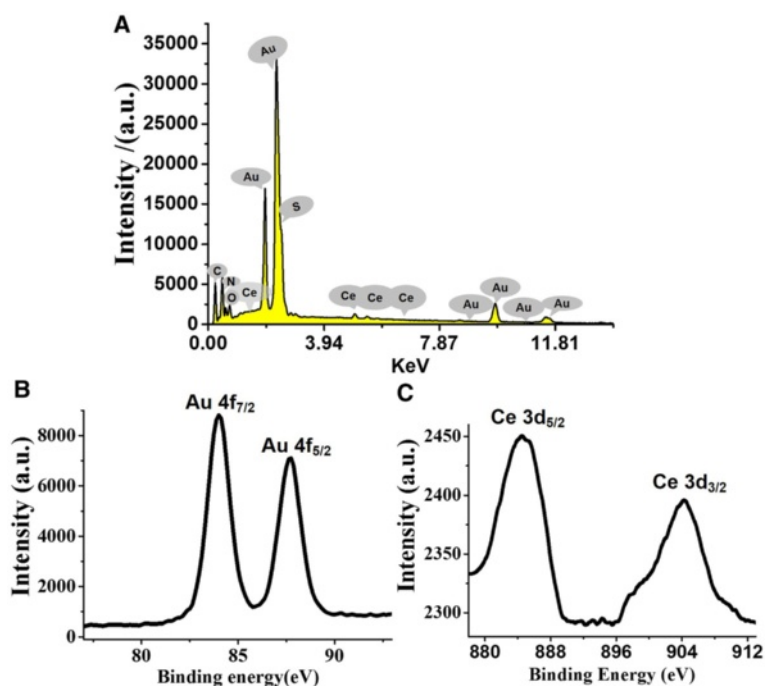 A
Intensity /(a.u.)
35000
30000
25000
20000
15000
10000
5000
0
Au
Au
S
C
N
O
Ce
Ce
Ce
Ce
Au
Au
Au
Au
0.00 3.94 7.87 11.81
KeV
B
Intensity (a.u.)
8000
6000
4000
2000
0
Au 4f7/2
Au 4f5/2
80 85 90
Binding energy(eV)
C
Intensity (a.u.)
2450
2400
2350
2300
Ce 3d5/2
Ce 3d3/2
880 888 896 904 912
Binding Energy (eV)